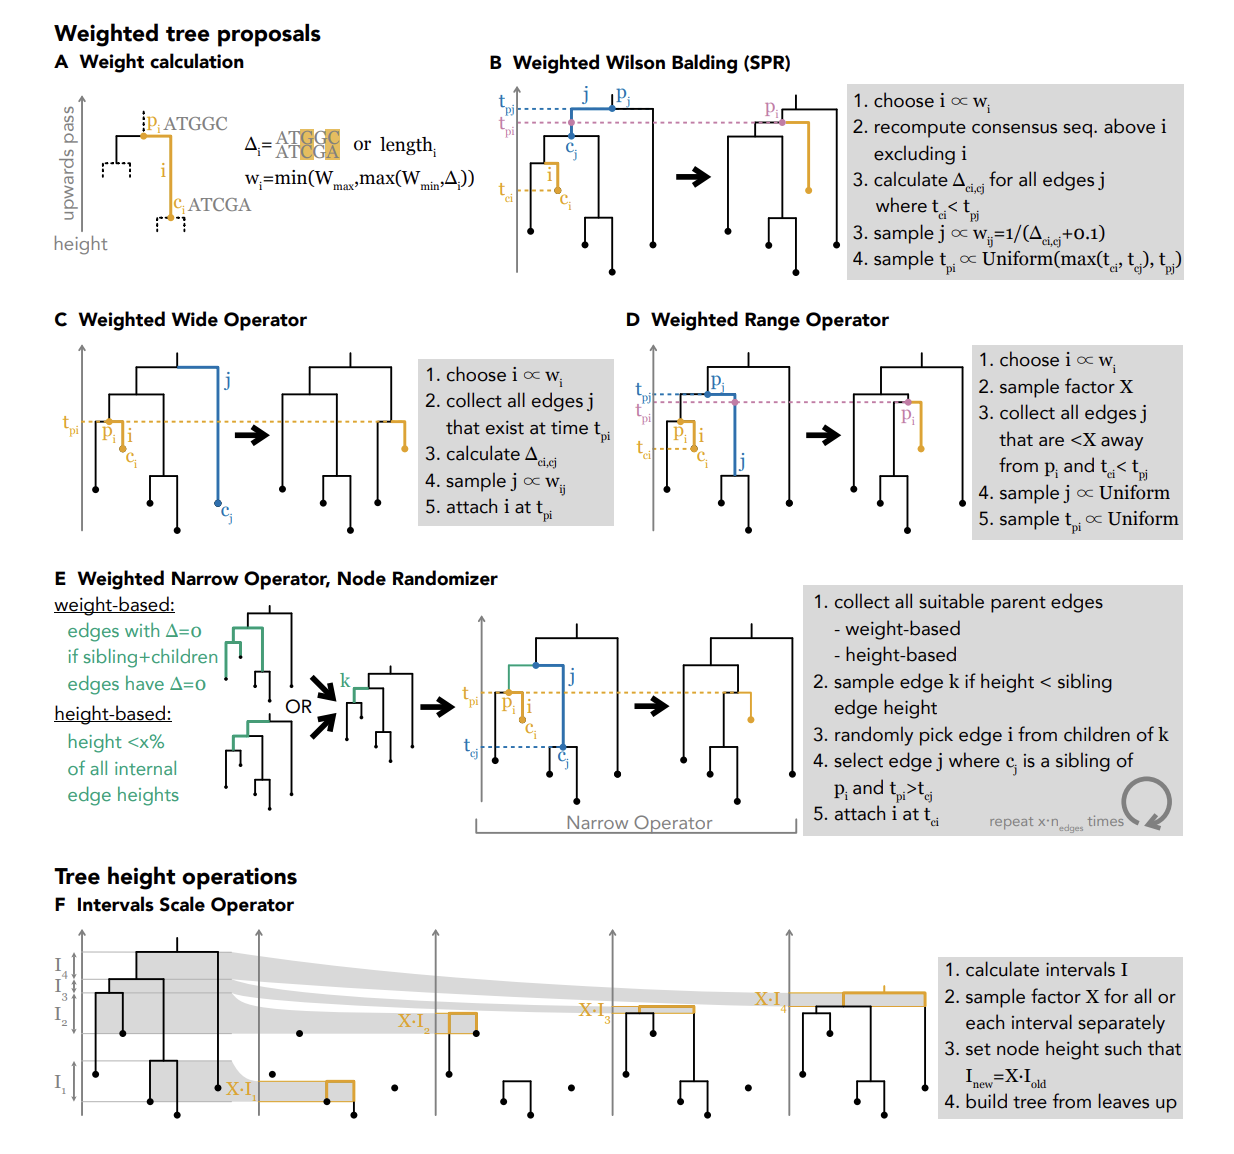 Weighted tree proposals
A Weight calculation
upwards pass
height
pᵢ ATGGC
i
cᵢ ATCGA
Δᵢ= ATGGC
ATCGA
or lengthᵢ
wᵢ=min(Wmax,max(Wmin,Δᵢ))
B Weighted Wilson Balding (SPR)
tpj
tpi
tci
j
pj
cj
i
ci
pi
1. choose i ∝ wi
2. recompute consensus seq. above i
excluding i
3. calculate Δci,cj for all edges j
where tci< tpj
3. sample j ∝ wij=1/(Δci,cj+0.1)
4. sample tpi ∝ Uniform(max(tci, tcj), tpj)
C Weighted Wide Operator
tpi
pi
i
ci
j
cj
1. choose i ∝ wi
2. collect all edges j
that exist at time tpi
3. calculate Δci,cj
4. sample j ∝ wij
5. attach i at tpi
D Weighted Range Operator
tpj
tpi
tci
pj
pi
i
ci
j
pi
1. choose i ∝ wi
2. sample factor X
3. collect all edges j
that are <X away
from pi and tci< tpj
4. sample j ∝ Uniform
5. sample tpi ∝ Uniform
E Weighted Narrow Operator, Node Randomizer
weight-based:
edges with Δ=0
if sibling+children
edges have Δ=0
height-based:
height <x%
of all internal
edge heights
OR
k
tpi
tcj
pi
i
ci
j
cj
Narrow Operator
1. collect all suitable parent edges
- weight-based
- height-based
2. sample edge k if height < sibling
edge height
3. randomly pick edge i from children of k
4. select edge j where cj is a sibling of
pi and tpi>tcj
5. attach i at tci
repeat x·nedges times
Tree height operations
F Intervals Scale Operator
I4
I3
I2
I1
X·I1
X·I2
X·I3
X·I4
1. calculate intervals I
2. sample factor X for all or
each interval separately
3. set node height such that
Inew=X·Iold
4. build tree from leaves up